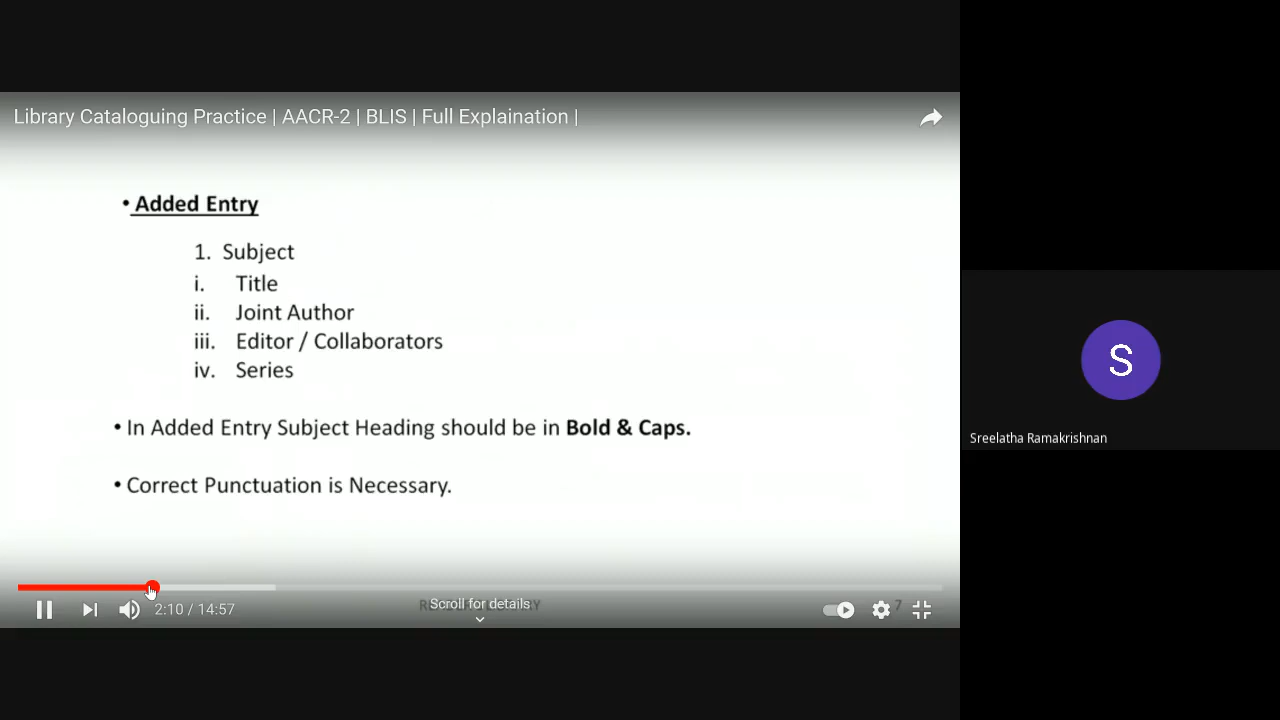 Library Cataloguing Practice | AACR-2 | BLIS | Full Explaination |
• Added Entry
1. Subject
i. Title
ii. Joint Author
iii. Editor / Collaborators
iv. Series
• In Added Entry Subject Heading should be in Bold & Caps.
• Correct Punctuation is Necessary.
2:10 / 14:57
Scroll for details
7
S
Sreelatha Ramakrishnan